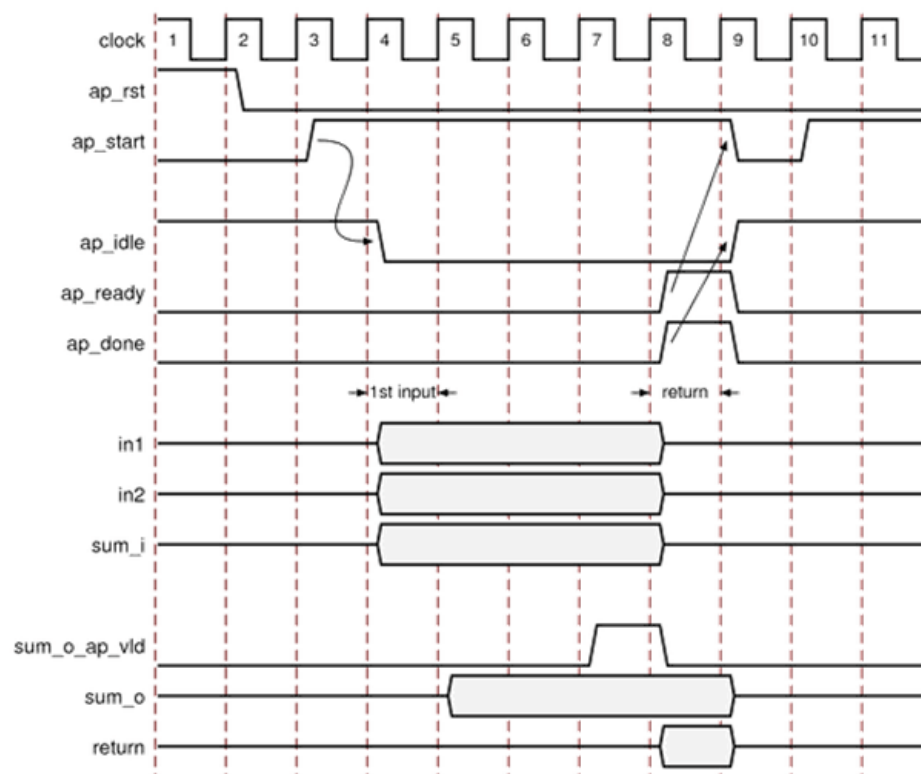 clock 1 2 3 4 5 6 7 8 9 10 11
ap_rst
ap_start
ap_idle
ap_ready
ap_done
1st input return
in1
in2
sum_i
sum_o_ap_vld
sum_o
return